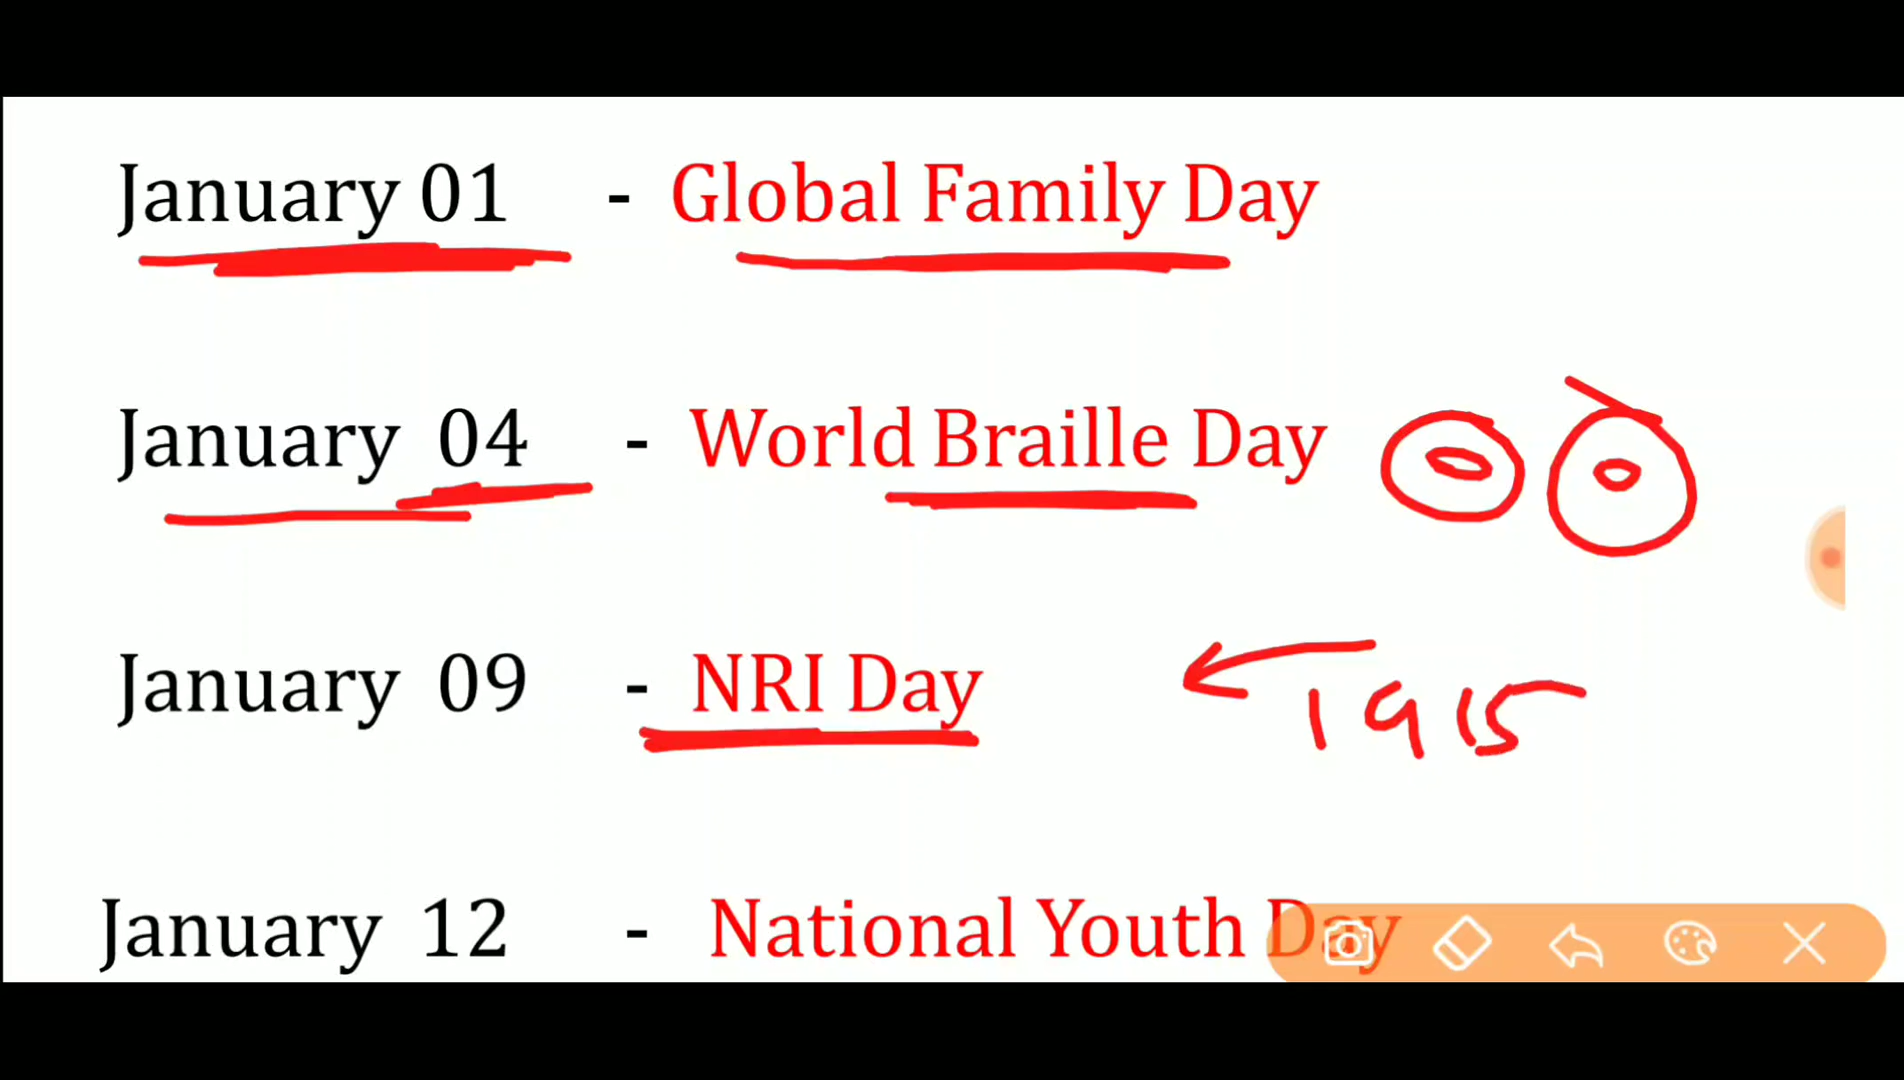 January 01 - Global Family Day
January 04 - World Braille Day
January 09 - NRI Day
1915
January 12 - National Youth Day